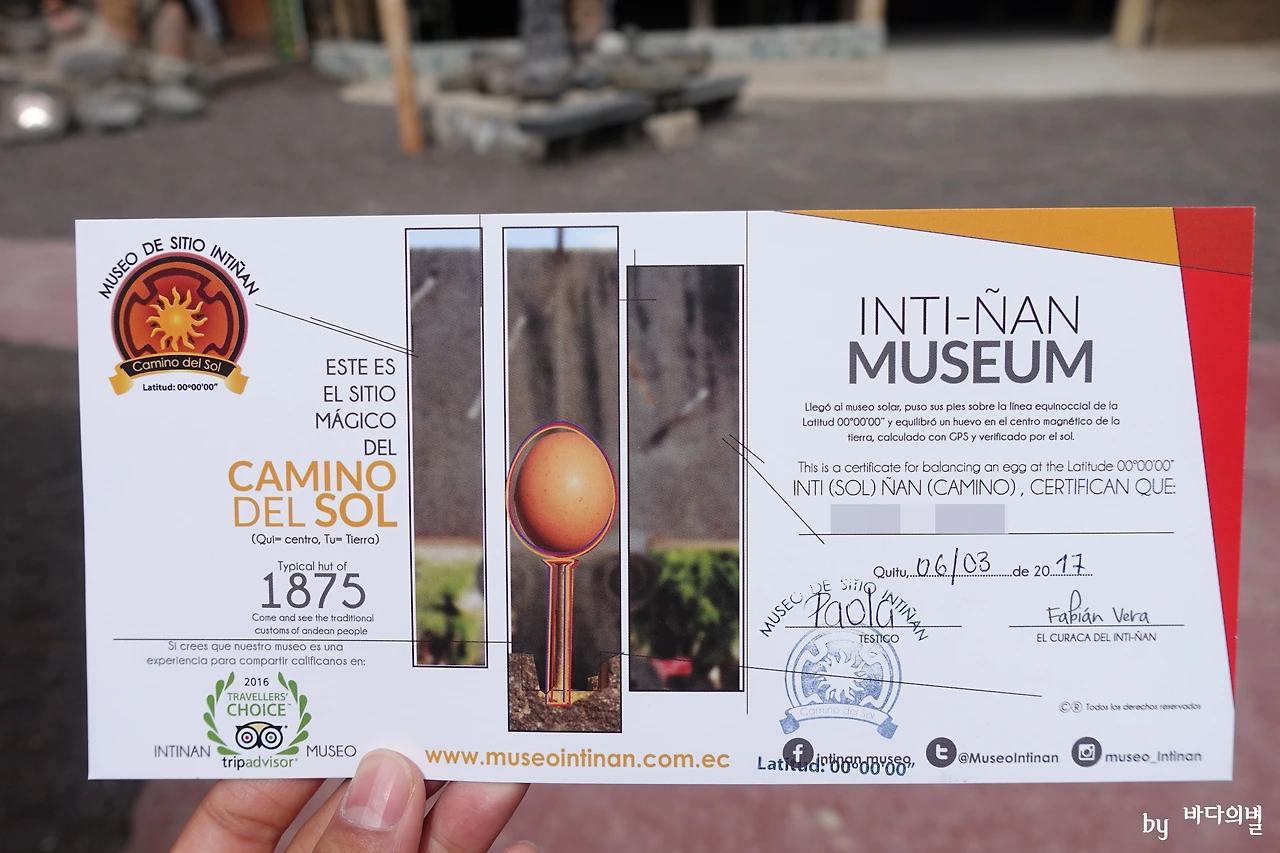 MUSEO DE SITIO INTIÑAN
Camino del Sol
Latitud: 00°00'00"
ESTE ES
EL SITIO
MÁGICO
DEL
CAMINO
DEL SOL
(Qui= centro, Tu= Tierra)
Typical hut of
1875
Come and see the traditional
customs of andean people
Si crees que nuestro museo es una
experiencia para compartir calificanos en:
2016
TRAVELLERS'
CHOICE™
INTINAN MUSEO
tripadvisor®
www.museointinan.com.ec
INTI-ÑAN
MUSEUM
Llegó al museo solar, puso sus pies sobre la línea equinoccial de la
Latitud 00°00'00" y equilibró un huevo en el centro magnético de la
tierra, calculado con GPS y verificado por el sol.
This is a certificate for balancing an egg at the Latitude 00°00'00"
INTI (SOL) ÑAN (CAMINO) , CERTIFICAN QUE:
Quitu, 06/03 de 2017
MUSEO DE SITIO INTIÑAN
Paola
TESTIGO
Fabián Vera
EL CURACA DEL INTI-ÑAN
Camino del Sol
Latitud: 00°00'00"
©® Todos los derechos reservados
intinan museo
@MuseoIntinan
museo_Intinan
by 바다의별